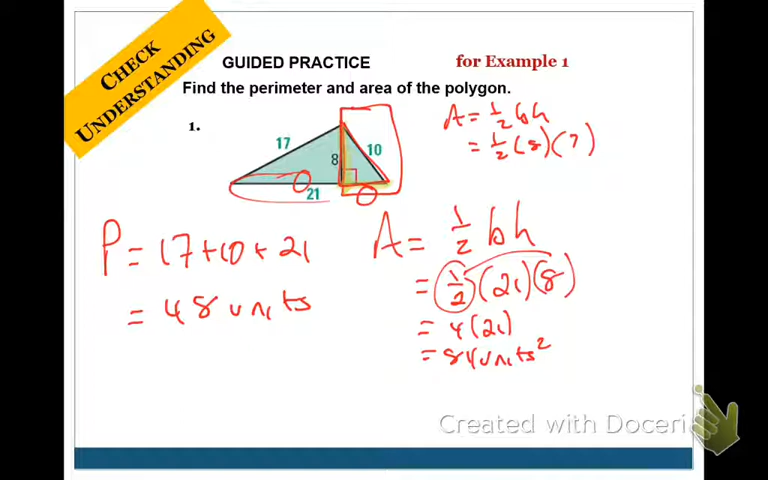 CHECK
UNDERSTANDING
GUIDED PRACTICE for Example 1
Find the perimeter and area of the polygon.
1.
17
8
10
21
A = 1/2 bh
= 1/2 (8)(?)
P = 17+10+21
= 48 units
A = 1/2 bh
= (1/2)(21)(8)
= 4(21)
= 84 units²
Created with Doceri